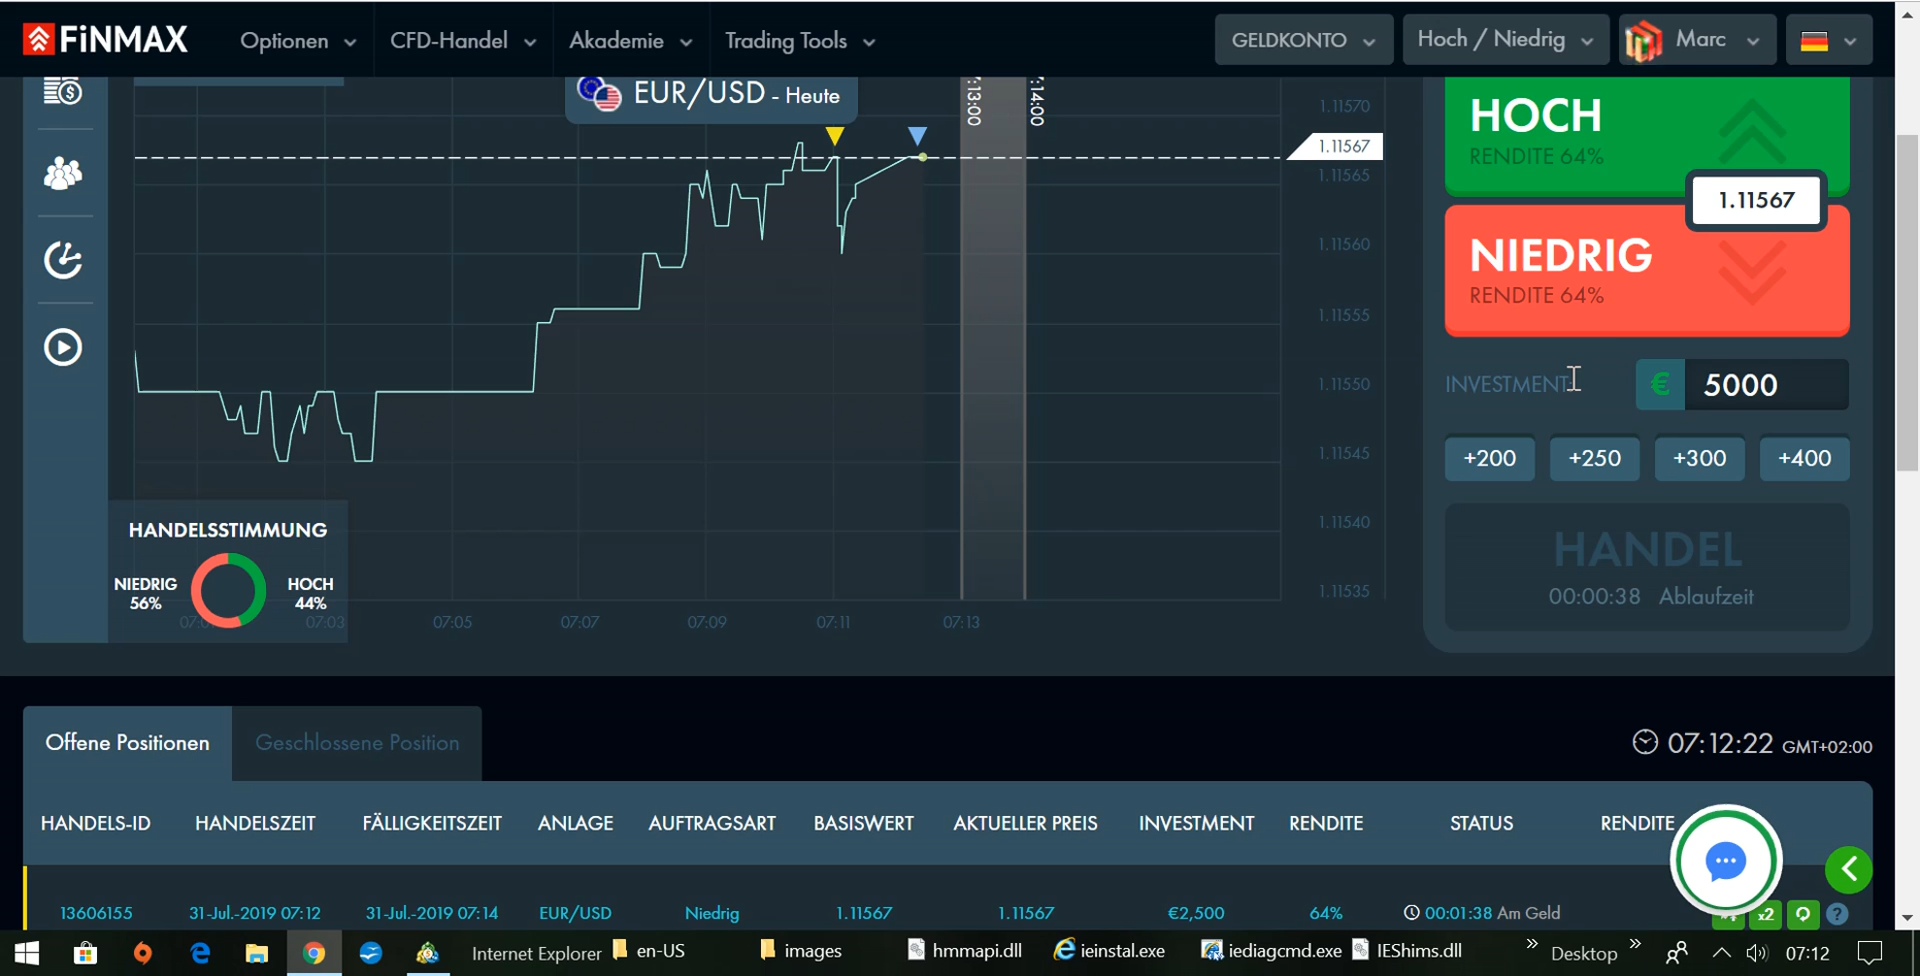 FiNMAX
Optionen
CFD-Handel
Akademie
Trading Tools
GELDKONTO
Hoch / Niedrig
Marc
EUR/USD - Heute
:13:00
:14:00
1.11570
1.11567
1.11565
1.11560
1.11555
1.11550
1.11545
1.11540
1.11535
HOCH
RENDITE 64%
1.11567
NIEDRIG
RENDITE 64%
INVESTMENT
€ 5000
+200 +250 +300 +400
HANDEL
00:00:38 Ablaufzeit
HANDELSSTIMMUNG
NIEDRIG
56%
HOCH
44%
07:03 07:05 07:07 07:09 07:11 07:13
Offene Positionen
Geschlossene Position
07:12:22 GMT+02:00
HANDELS-ID HANDELSZEIT FÄLLIGKEITSZEIT ANLAGE AUFTRAGSART BASISWERT AKTUELLER PREIS INVESTMENT RENDITE STATUS RENDITE
13606155 31-Jul.-2019 07:12 31-Jul.-2019 07:14 EUR/USD Niedrig 1.11567 1.11567 €2,500 64% 00:01:38 Am Geld x2 ?
Internet Explorer en-US images hmmapi.dll ieinstal.exe iediagcmd.exe IEShims.dll » Desktop » 07:12